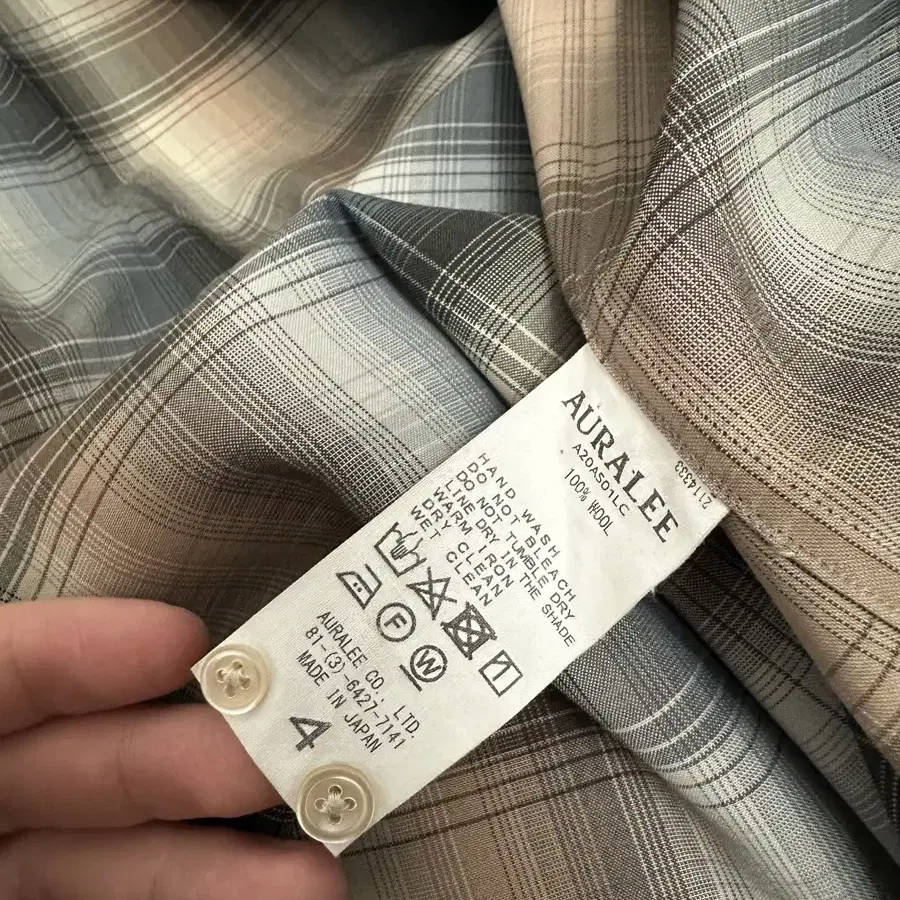 AURALEE
A20AS01LC
100% WOOL
2114333
HAND WASH
DO NOT BLEACH
DO NOT TUMBLE DRY
LINE DRY IN THE SHADE
WARM IRON
DRY CLEAN
WET CLEAN
F
W
AURALEE CO., LTD.
81-(3)-6427-7141
MADE IN JAPAN
4